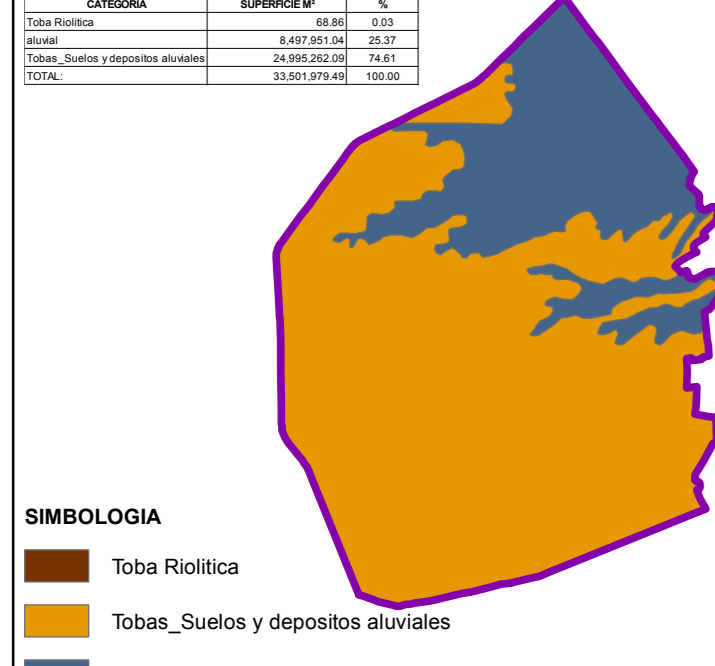 CATEGORIA SUPERFICIE M² %
Toba Riolitica 68.86 0.03
aluvial 8,497,951.04 25.37
Tobas_Suelos y depositos aluviales 24,995,262.09 74.61
TOTAL: 33,501,979.49 100.00
SIMBOLOGIA
Toba Riolitica
Tobas_Suelos y depositos aluviales